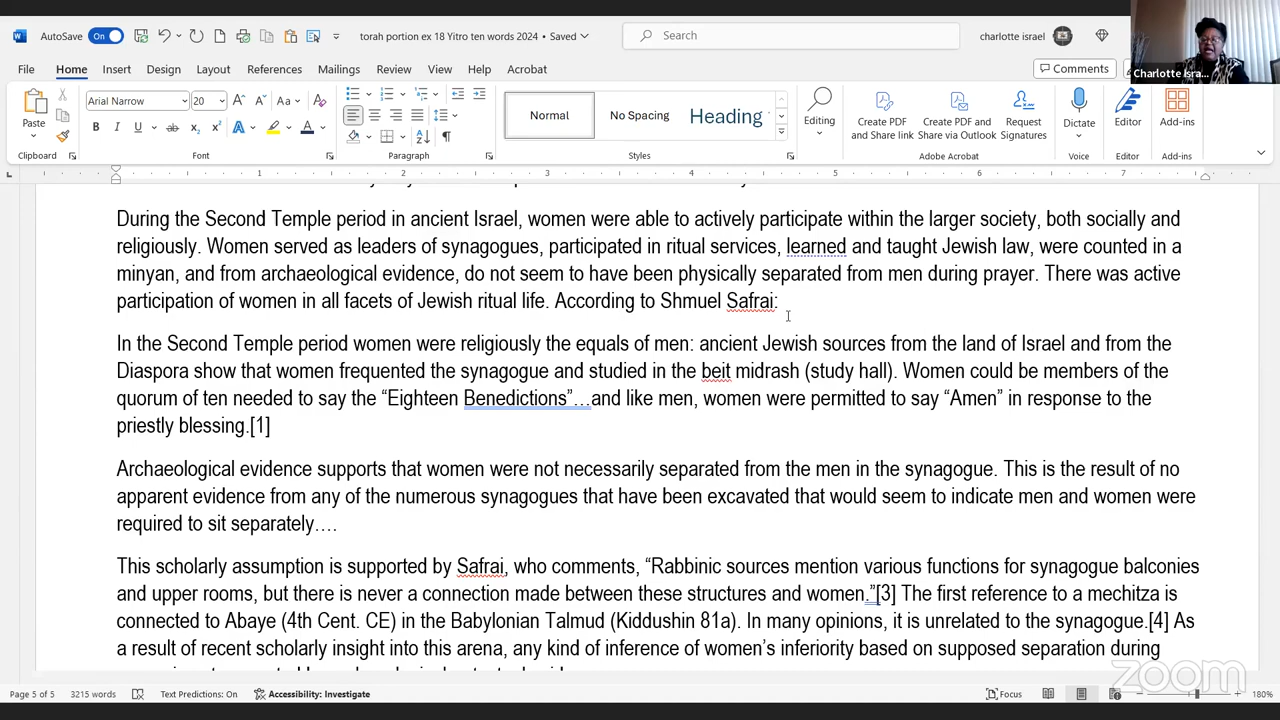 AutoSave On torah portion ex 18 Yitro ten words 2024 • Saved Search charlotte israel
Charlotte Isra...
File Home Insert Design Layout References Mailings Review View Help Acrobat Comments
Paste Arial Narrow 20 Aa Normal No Spacing Heading Editing Create PDF and Share link Create PDF and Share via Outlook Request Signatures Dictate Editor Add-ins
Clipboard Font Paragraph Styles Adobe Acrobat Voice Editor Add-ins
1 2 3 4 5 6 7
During the Second Temple period in ancient Israel, women were able to actively participate within the larger society, both socially and
religiously. Women served as leaders of synagogues, participated in ritual services, learned and taught Jewish law, were counted in a
minyan, and from archaeological evidence, do not seem to have been physically separated from men during prayer. There was active
participation of women in all facets of Jewish ritual life. According to Shmuel Safrai:
In the Second Temple period women were religiously the equals of men: ancient Jewish sources from the land of Israel and from the
Diaspora show that women frequented the synagogue and studied in the beit midrash (study hall). Women could be members of the
quorum of ten needed to say the “Eighteen Benedictions”…and like men, women were permitted to say “Amen” in response to the
priestly blessing.[1]
Archaeological evidence supports that women were not necessarily separated from the men in the synagogue. This is the result of no
apparent evidence from any of the numerous synagogues that have been excavated that would seem to indicate men and women were
required to sit separately….
This scholarly assumption is supported by Safrai, who comments, “Rabbinic sources mention various functions for synagogue balconies
and upper rooms, but there is never a connection made between these structures and women.”[3] The first reference to a mechitza is
connected to Abaye (4th Cent. CE) in the Babylonian Talmud (Kiddushin 81a). In many opinions, it is unrelated to the synagogue.[4] As
a result of recent scholarly insight into this arena, any kind of inference of women’s inferiority based on supposed separation during
Page 5 of 5 3215 words Text Predictions: On Accessibility: Investigate Focus 180%
zoom